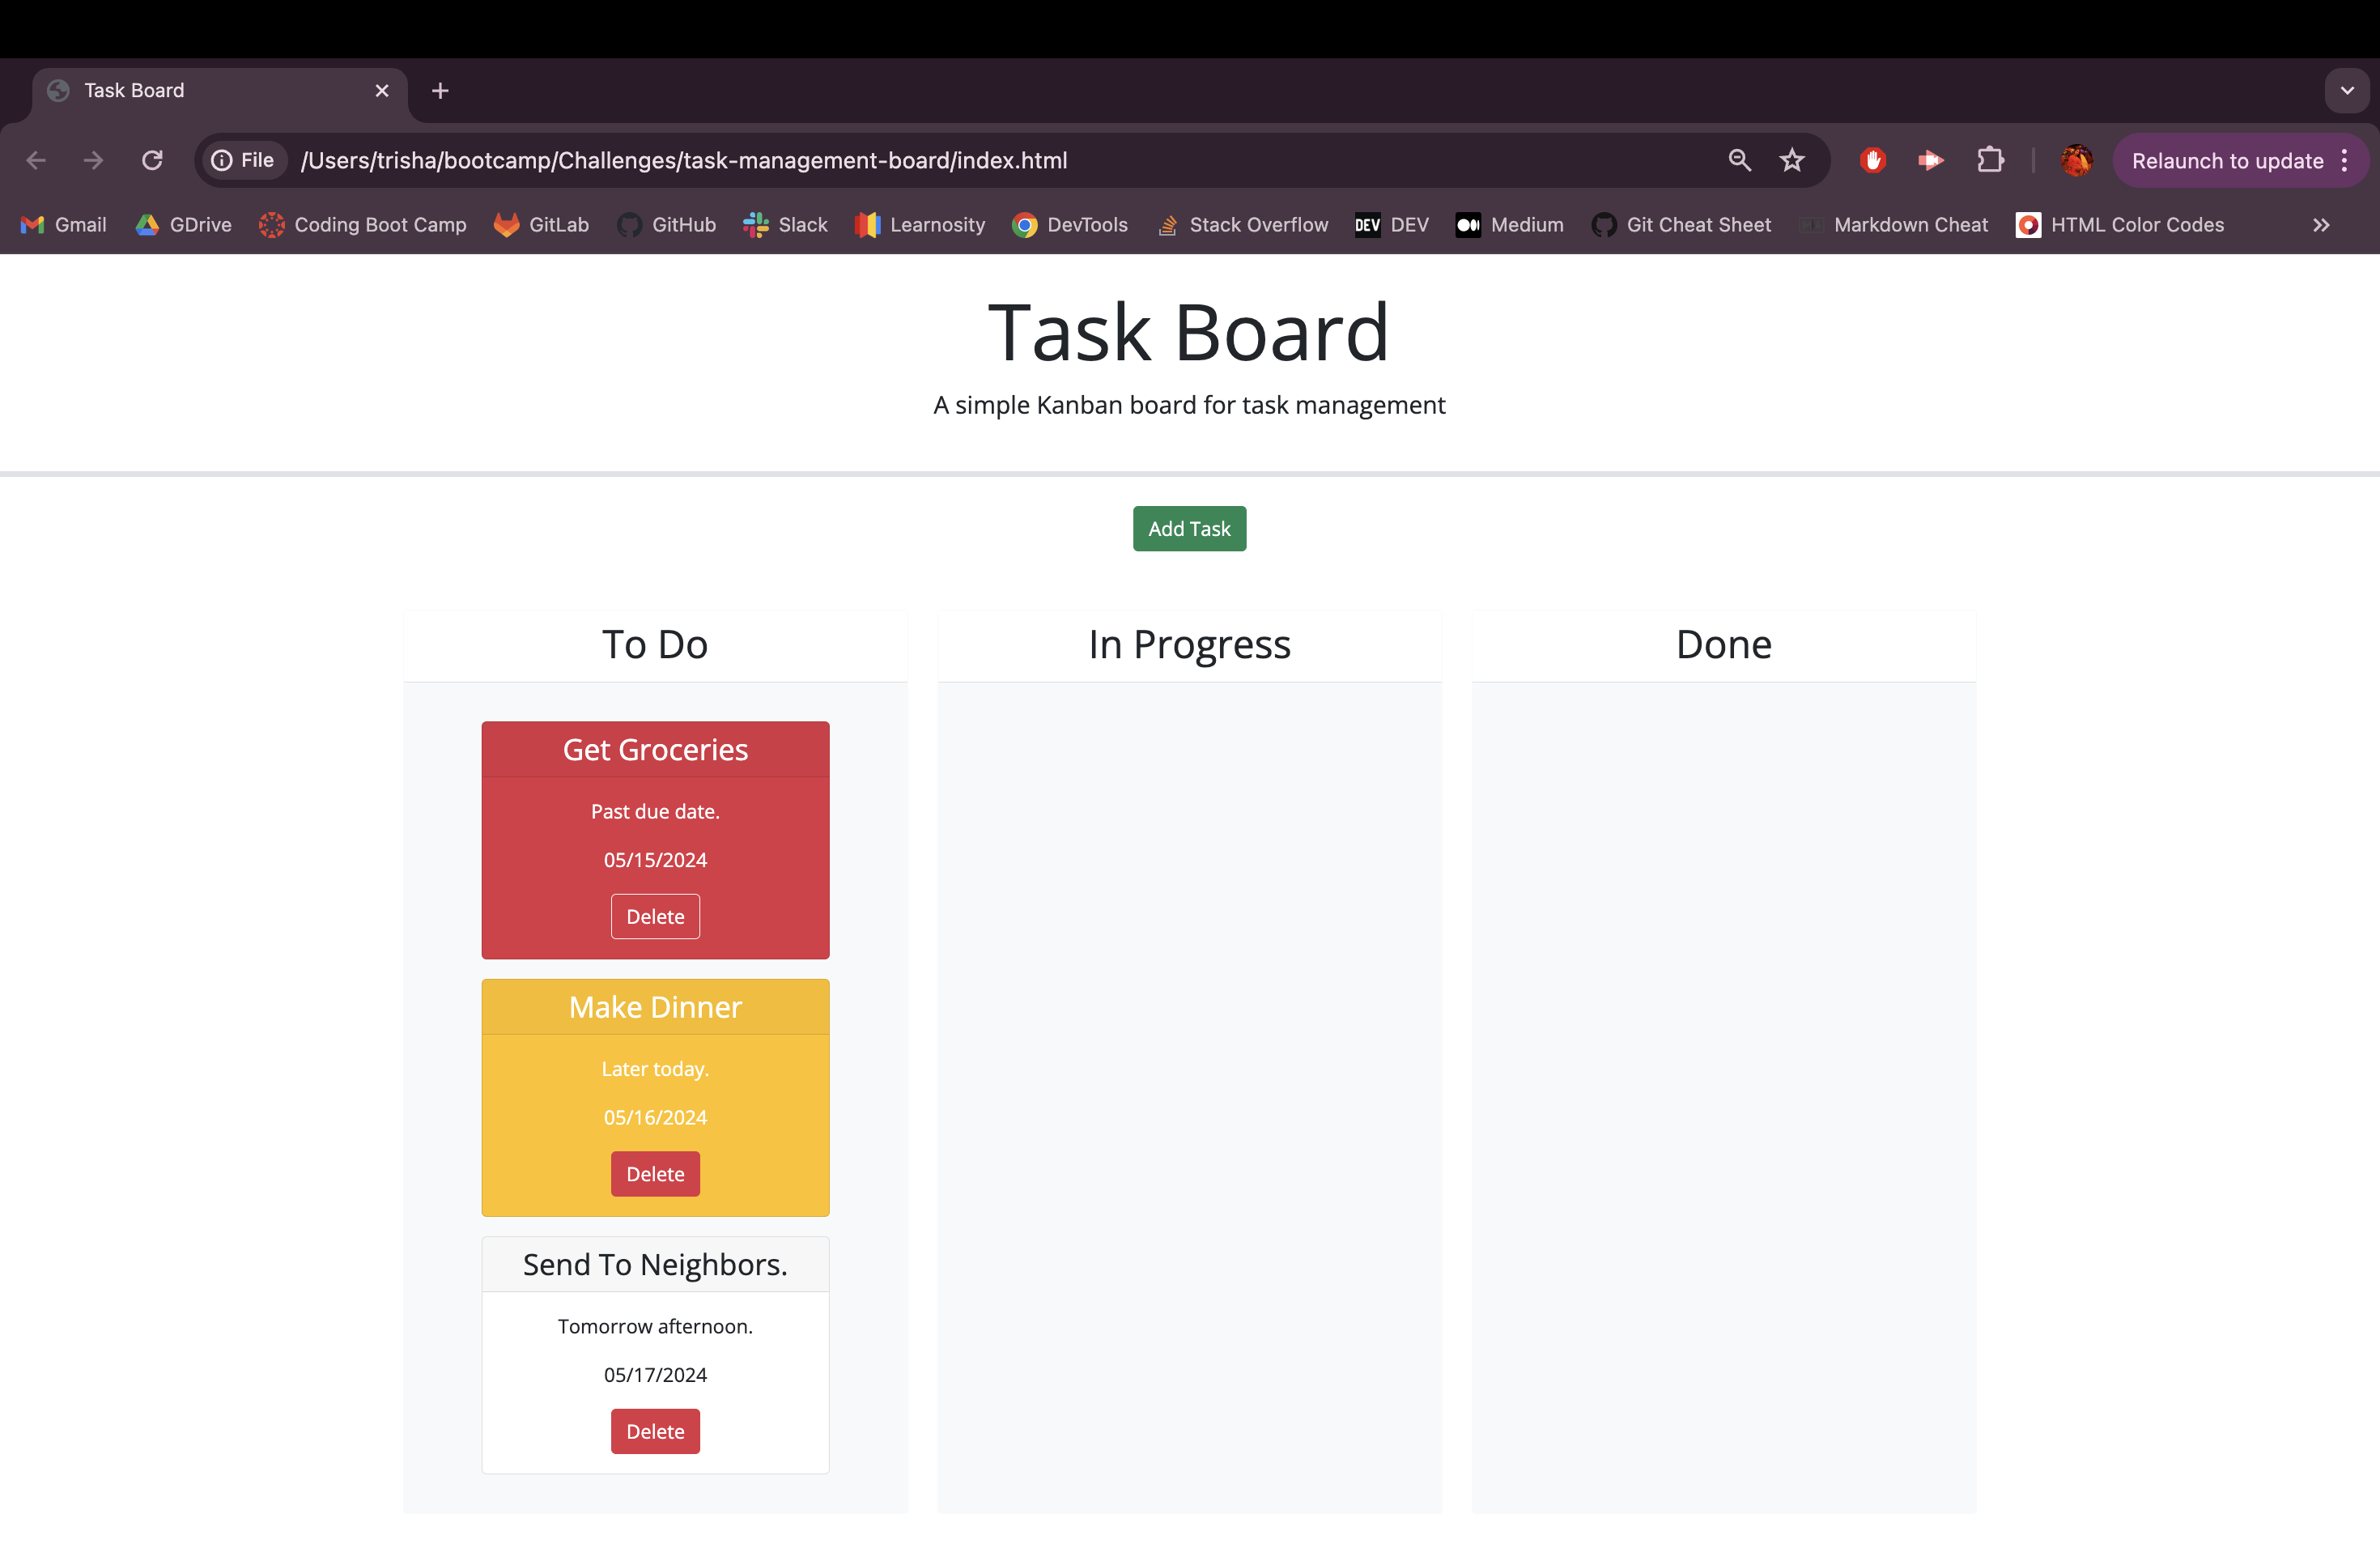 Task Board
File /Users/trisha/bootcamp/Challenges/task-management-board/index.html Relaunch to update
Gmail GDrive Coding Boot Camp GitLab GitHub Slack Learnosity DevTools Stack Overflow DEV DEV Medium Git Cheat Sheet Markdown Cheat HTML Color Codes
Task Board
A simple Kanban board for task management
Add Task
To Do
In Progress
Done
Get Groceries
Past due date.
05/15/2024
Delete
Make Dinner
Later today.
05/16/2024
Delete
Send To Neighbors.
Tomorrow afternoon.
05/17/2024
Delete